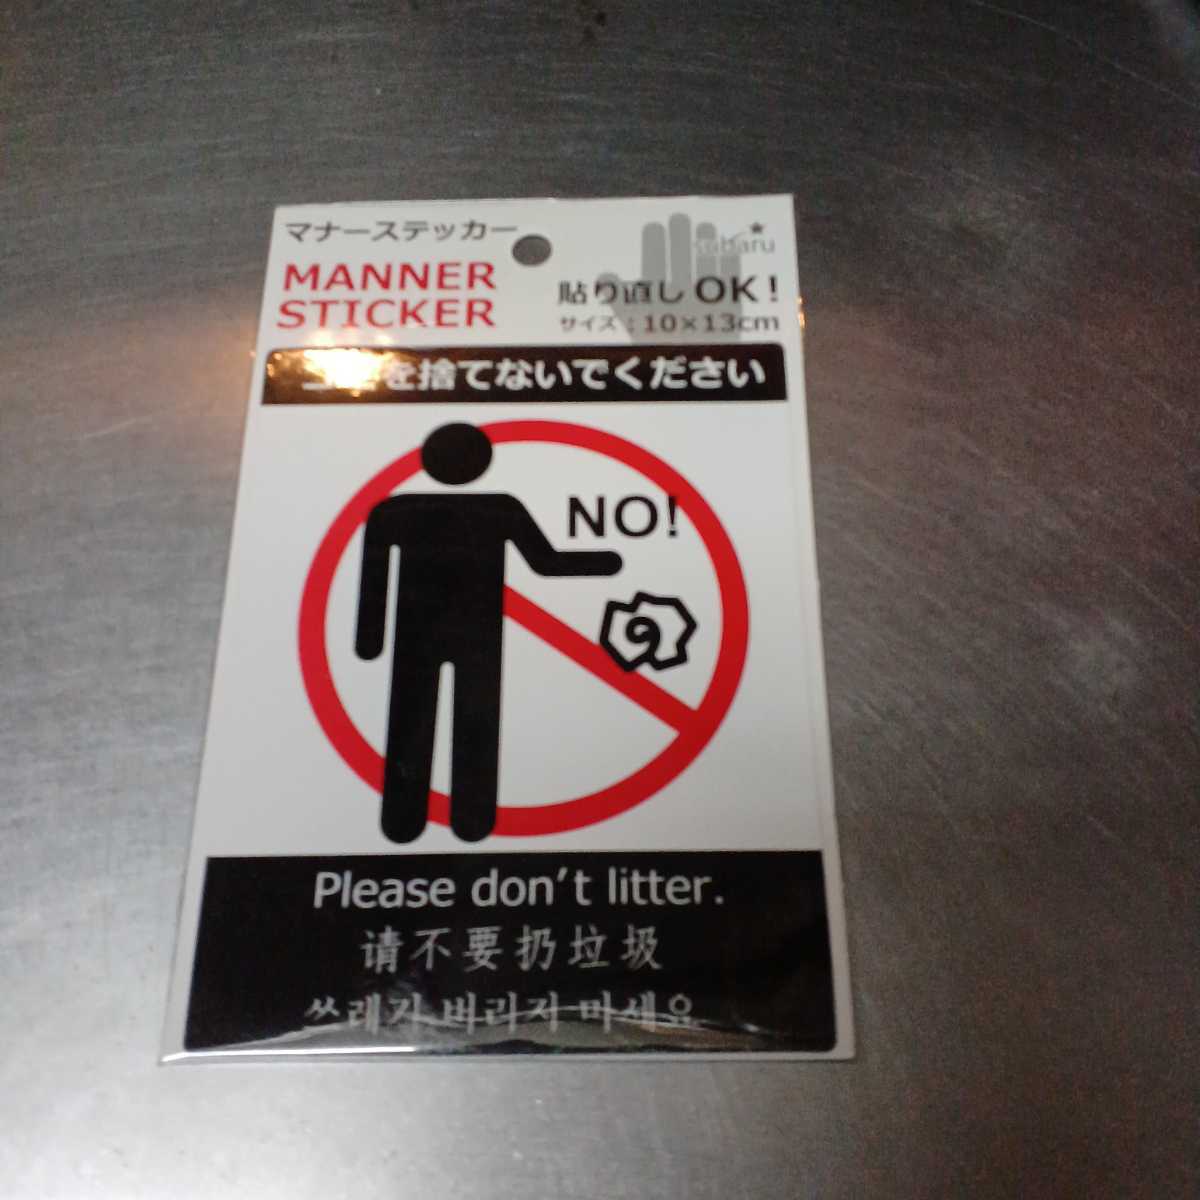 マナーステッカー
MANNER
STICKER
subaru
貼り直しOK!
サイズ:10×13cm
を捨てないでください
NO!
Please don't litter.
请不要扔垃圾
쓰레기 버리지 마세요